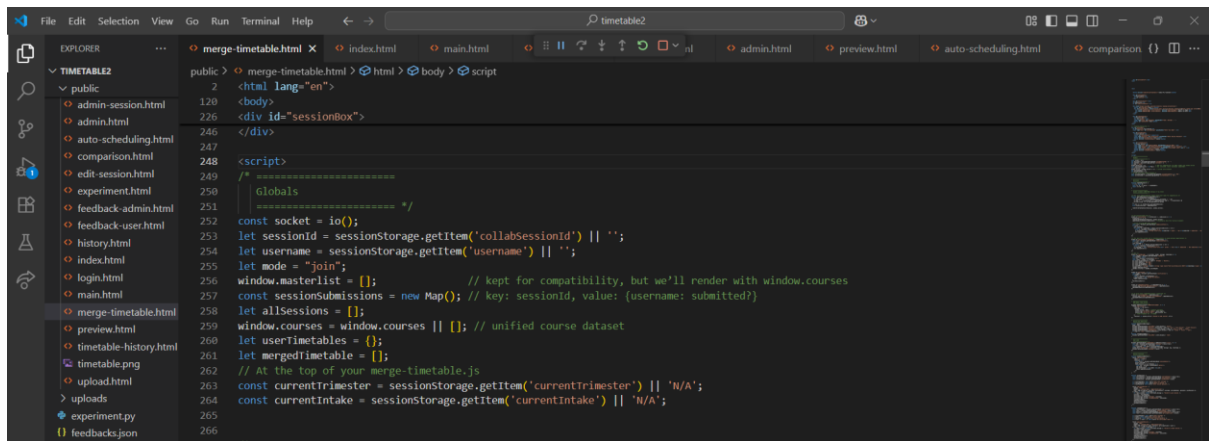 File Edit Selection View Go Run Terminal Help timetable2
EXPLORER
merge-timetable.html index.html main.html nl admin.html preview.html auto-scheduling.html comparison
TIMETABLE2
public
admin-session.html
admin.html
auto-scheduling.html
comparison.html
edit-session.html
experiment.html
feedback-admin.html
feedback-user.html
history.html
index.html
login.html
main.html
merge-timetable.html
preview.html
timetable-history.html
timetable.png
upload.html
uploads
experiment.py
{} feedbacks.json
1
public > merge-timetable.html > html > body > script
2 <html lang="en">
120 <body>
226 <div id="sessionBox">
246 </div>
247
248 <script>
249 /* ========================
250 Globals
251 ======================== */
252 const socket = io();
253 let sessionId = sessionStorage.getItem('collabSessionId') || '';
254 let username = sessionStorage.getItem('username') || '';
255 let mode = "join";
256 window.masterlist = []; // kept for compatibility, but we'll render with window.courses
257 const sessionSubmissions = new Map(); // key: sessionId, value: {username: submitted?}
258 let allSessions = [];
259 window.courses = window.courses || []; // unified course dataset
260 let userTimetables = {};
261 let mergedTimetable = [];
262 // At the top of your merge-timetable.js
263 const currentTrimester = sessionStorage.getItem('currentTrimester') || 'N/A';
264 const currentIntake = sessionStorage.getItem('currentIntake') || 'N/A';
265
266